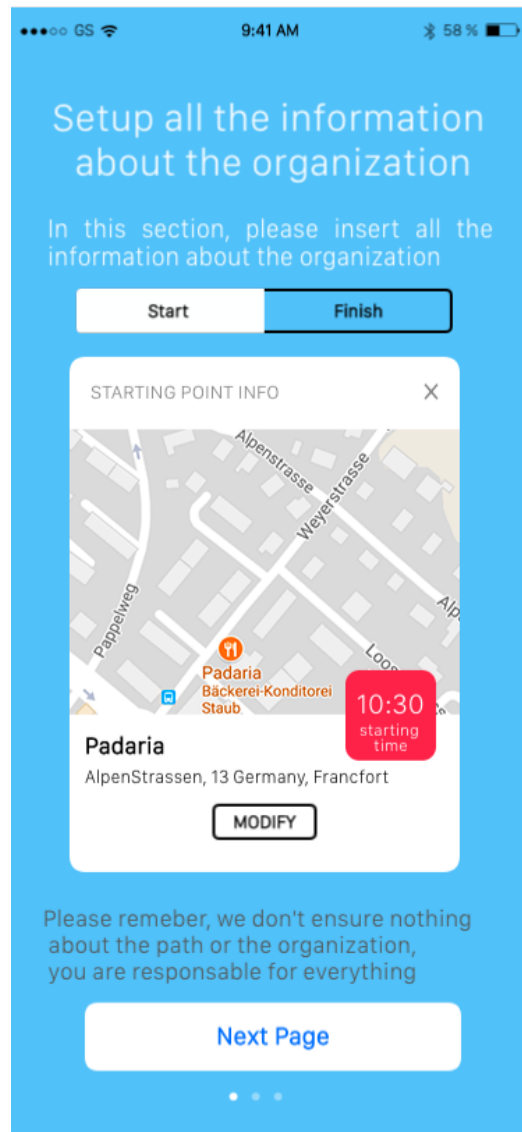 GS 9:41 AM 58 %
Setup all the information
about the organization
In this section, please insert all the
information about the organization
Start Finish
STARTING POINT INFO
Alpenstrasse
Weyerstrasse
Pappelweg
Padaria
Bäckerei-Konditorei
Staub
10:30
starting
time
Padaria
AlpenStrassen, 13 Germany, Francfort
MODIFY
Please remeber, we don't ensure nothing
about the path or the organization,
you are responsable for everything
Next Page